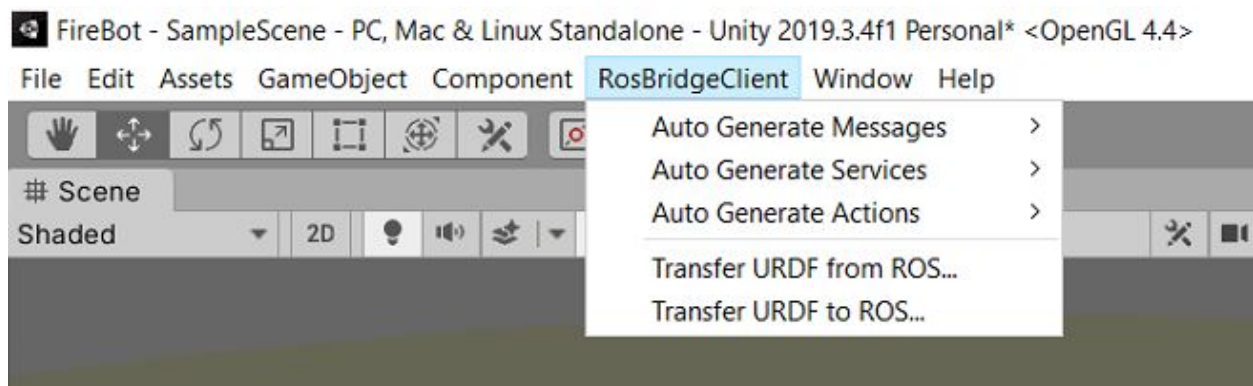 FireBot - SampleScene - PC, Mac & Linux Standalone - Unity 2019.3.4f1 Personal* <OpenGL 4.4>
File Edit Assets GameObject Component RosBridgeClient Window Help
Auto Generate Messages
Auto Generate Services
Auto Generate Actions
Transfer URDF from ROS...
Transfer URDF to ROS...
Scene
Shaded 2D